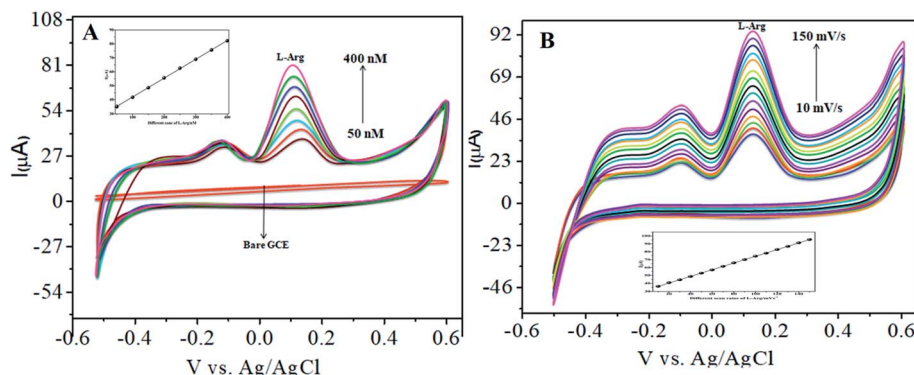 A
108
81
54
27
0
-27
-54
I(µA)
L-Arg
400 nM
50 nM
Bare GCE
-0.6 -0.4 -0.2 0.0 0.2 0.4 0.6
V vs. Ag/AgCl
B
92
69
46
23
0
-23
-46
I(µA)
L-Arg
150 mV/s
10 mV/s
-0.6 -0.4 -0.2 0.0 0.2 0.4 0.6
V vs. Ag/AgCl